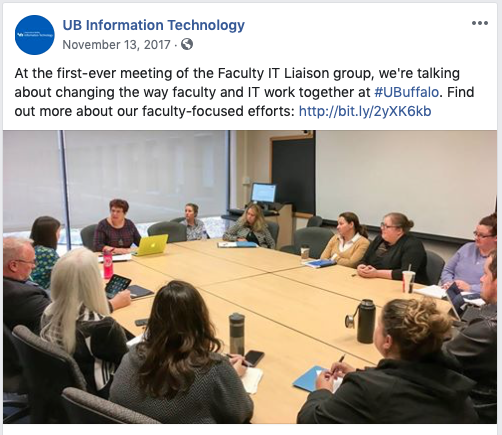 UB Information Technology
November 13, 2017 ·
At the first-ever meeting of the Faculty IT Liaison group, we're talking
about changing the way faculty and IT work together at #UBuffalo. Find
out more about our faculty-focused efforts: http://bit.ly/2yXK6kb